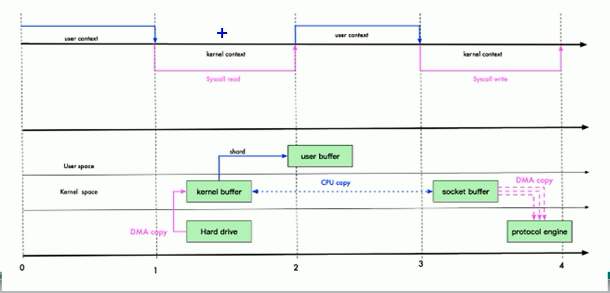 user context
user context
kernel context
kernel context
Syscall read
Syscall write
shard
user buffer
User space
Kernel space
kernel buffer
CPU copy
socket buffer
DMA copy
DMA copy
Hard drive
protocol engine
0
1
2
3
4